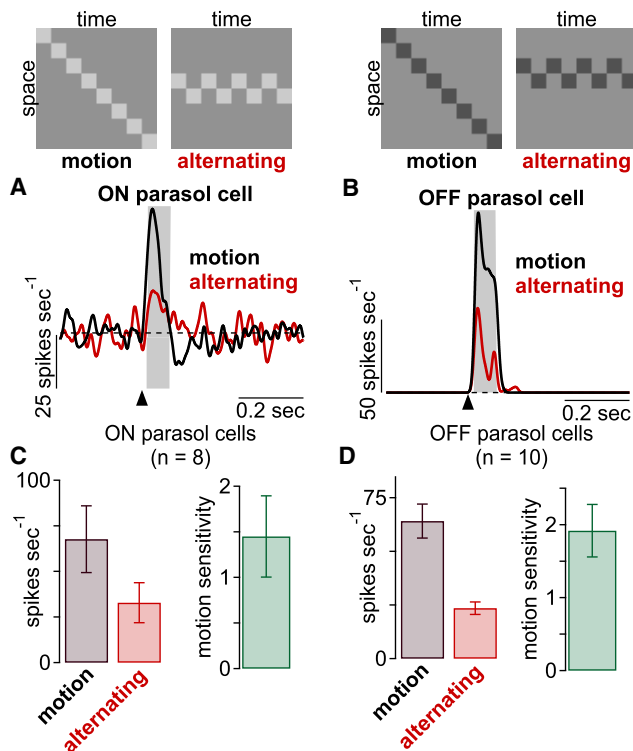 time time
space
motion alternating
time time
space
motion alternating
A
ON parasol cell
motion
alternating
25 spikes sec-1
0.2 sec
B
OFF parasol cell
motion
alternating
50 spikes sec-1
0.2 sec
C
ON parasol cells
(n = 8)
100
0
spikes sec-1
motion
alternating
2
1
0
motion sensitivity
D
OFF parasol cells
(n = 10)
75
0
spikes sec-1
motion
alternating
2
1
0
motion sensitivity